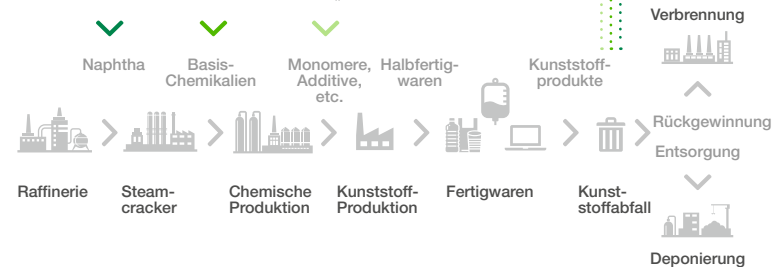 Verbrennung
Naphtha
Basis-
Chemikalien
Monomere,
Additive,
etc.
Halbfertig-
waren
Kunststoff-
produkte
Rückgewinnung
Entsorgung
Raffinerie
Steam-
cracker
Chemische
Produktion
Kunststoff-
Produktion
Fertigwaren
Kunst-
stoffabfall
Deponierung